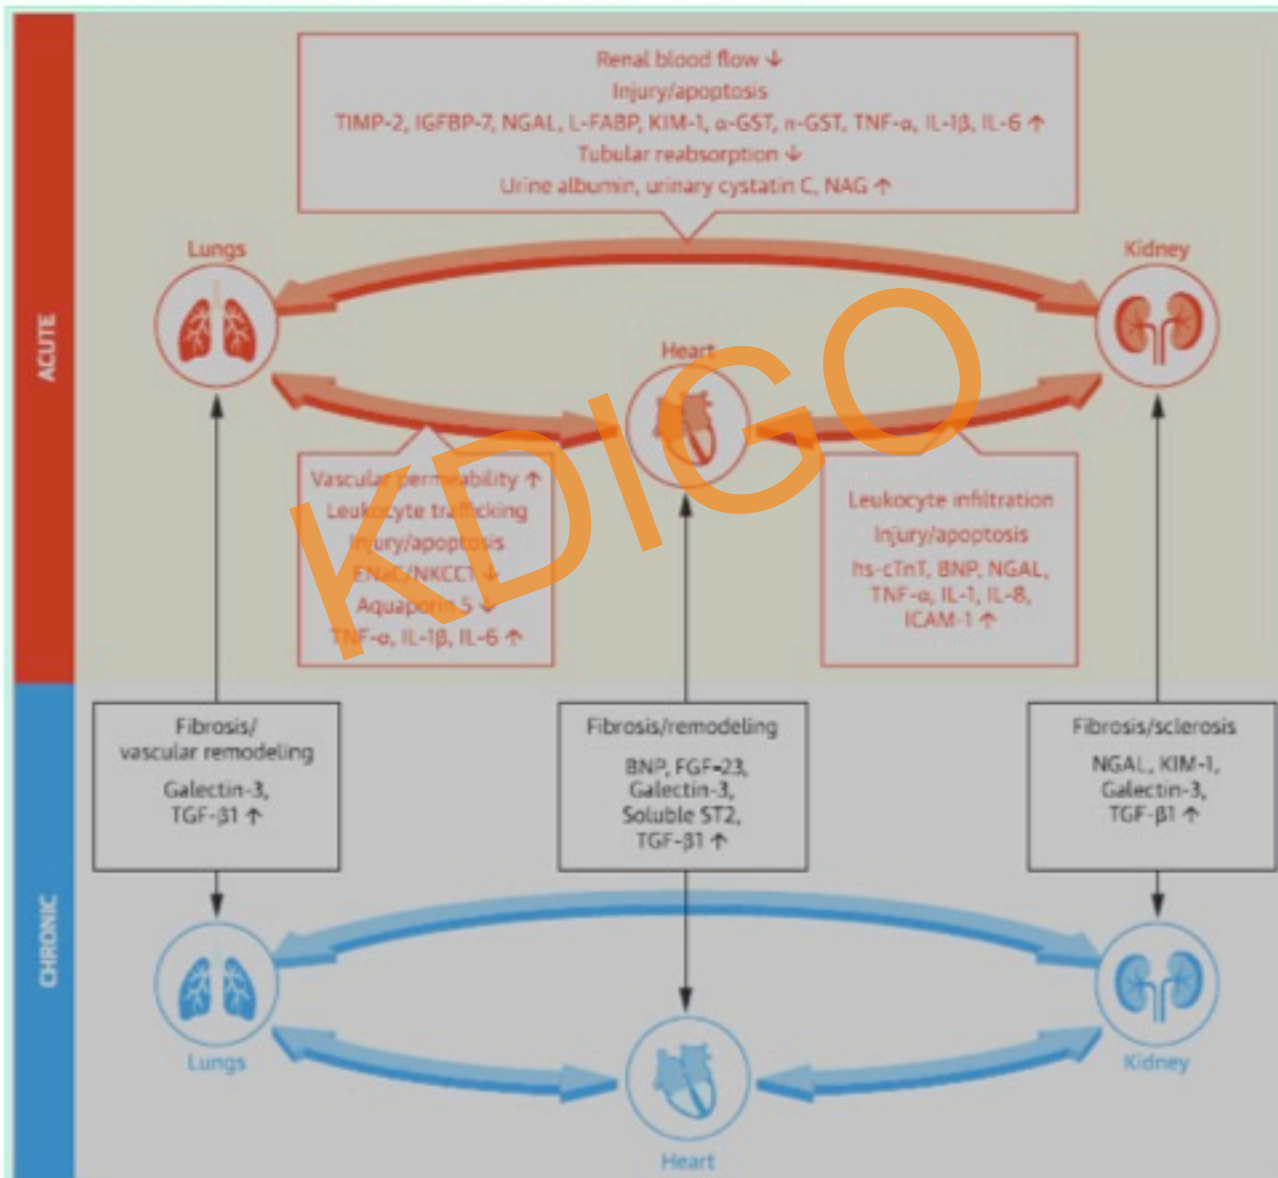 Renal blood flow ↓
Injury/apoptosis
TIMP-2, IGFBP-7, NGAL, L-FABP, KIM-1, α-GST, n-GST, TNF-α, IL-1β, IL-6 ↑
Tubular reabsorption ↓
Urine albumin, urinary cystatin C, NAG ↑
Lungs
Kidney
ACUTE
Heart
KDIGO
Vascular permeability ↑
Leukocyte trafficking
Injury/apoptosis
ENaC/NKCC1 ↓
Aquaporin 5 ↓
TNF-α, IL-1β, IL-6 ↑
Leukocyte infiltration
Injury/apoptosis
hs-cTnT, BNP, NGAL,
TNF-α, IL-1, IL-8,
ICAM-1 ↑
Fibrosis/
vascular remodeling
Galectin-3,
TGF-β1 ↑
Fibrosis/remodeling
BNP, FGF-23,
Galectin-3,
Soluble ST2,
TGF-β1 ↑
Fibrosis/sclerosis
NGAL, KIM-1,
Galectin-3,
TGF-β1 ↑
CHRONIC
Lungs
Kidney
Heart